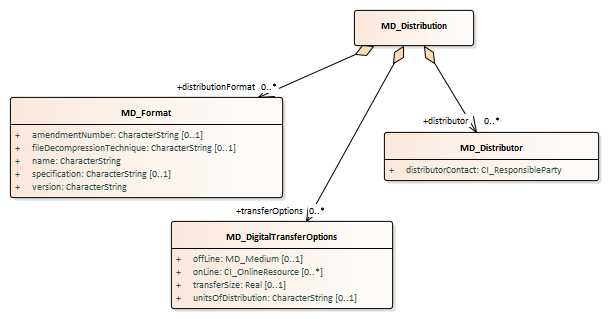 MD_Distribution
+distributionFormat 0..*
MD_Format
+ amendmentNumber: CharacterString [0..1]
+ fileDecompressionTechnique: CharacterString [0..1]
+ name: CharacterString
+ specification: CharacterString [0..1]
+ version: CharacterString
+distributor 0..*
MD_Distributor
+ distributorContact: CI_ResponsibleParty
+transferOptions 0..*
MD_DigitalTransferOptions
+ offLine: MD_Medium [0..1]
+ onLine: CI_OnlineResource [0..*]
+ transferSize: Real [0..1]
+ unitsOfDistribution: CharacterString [0..1]